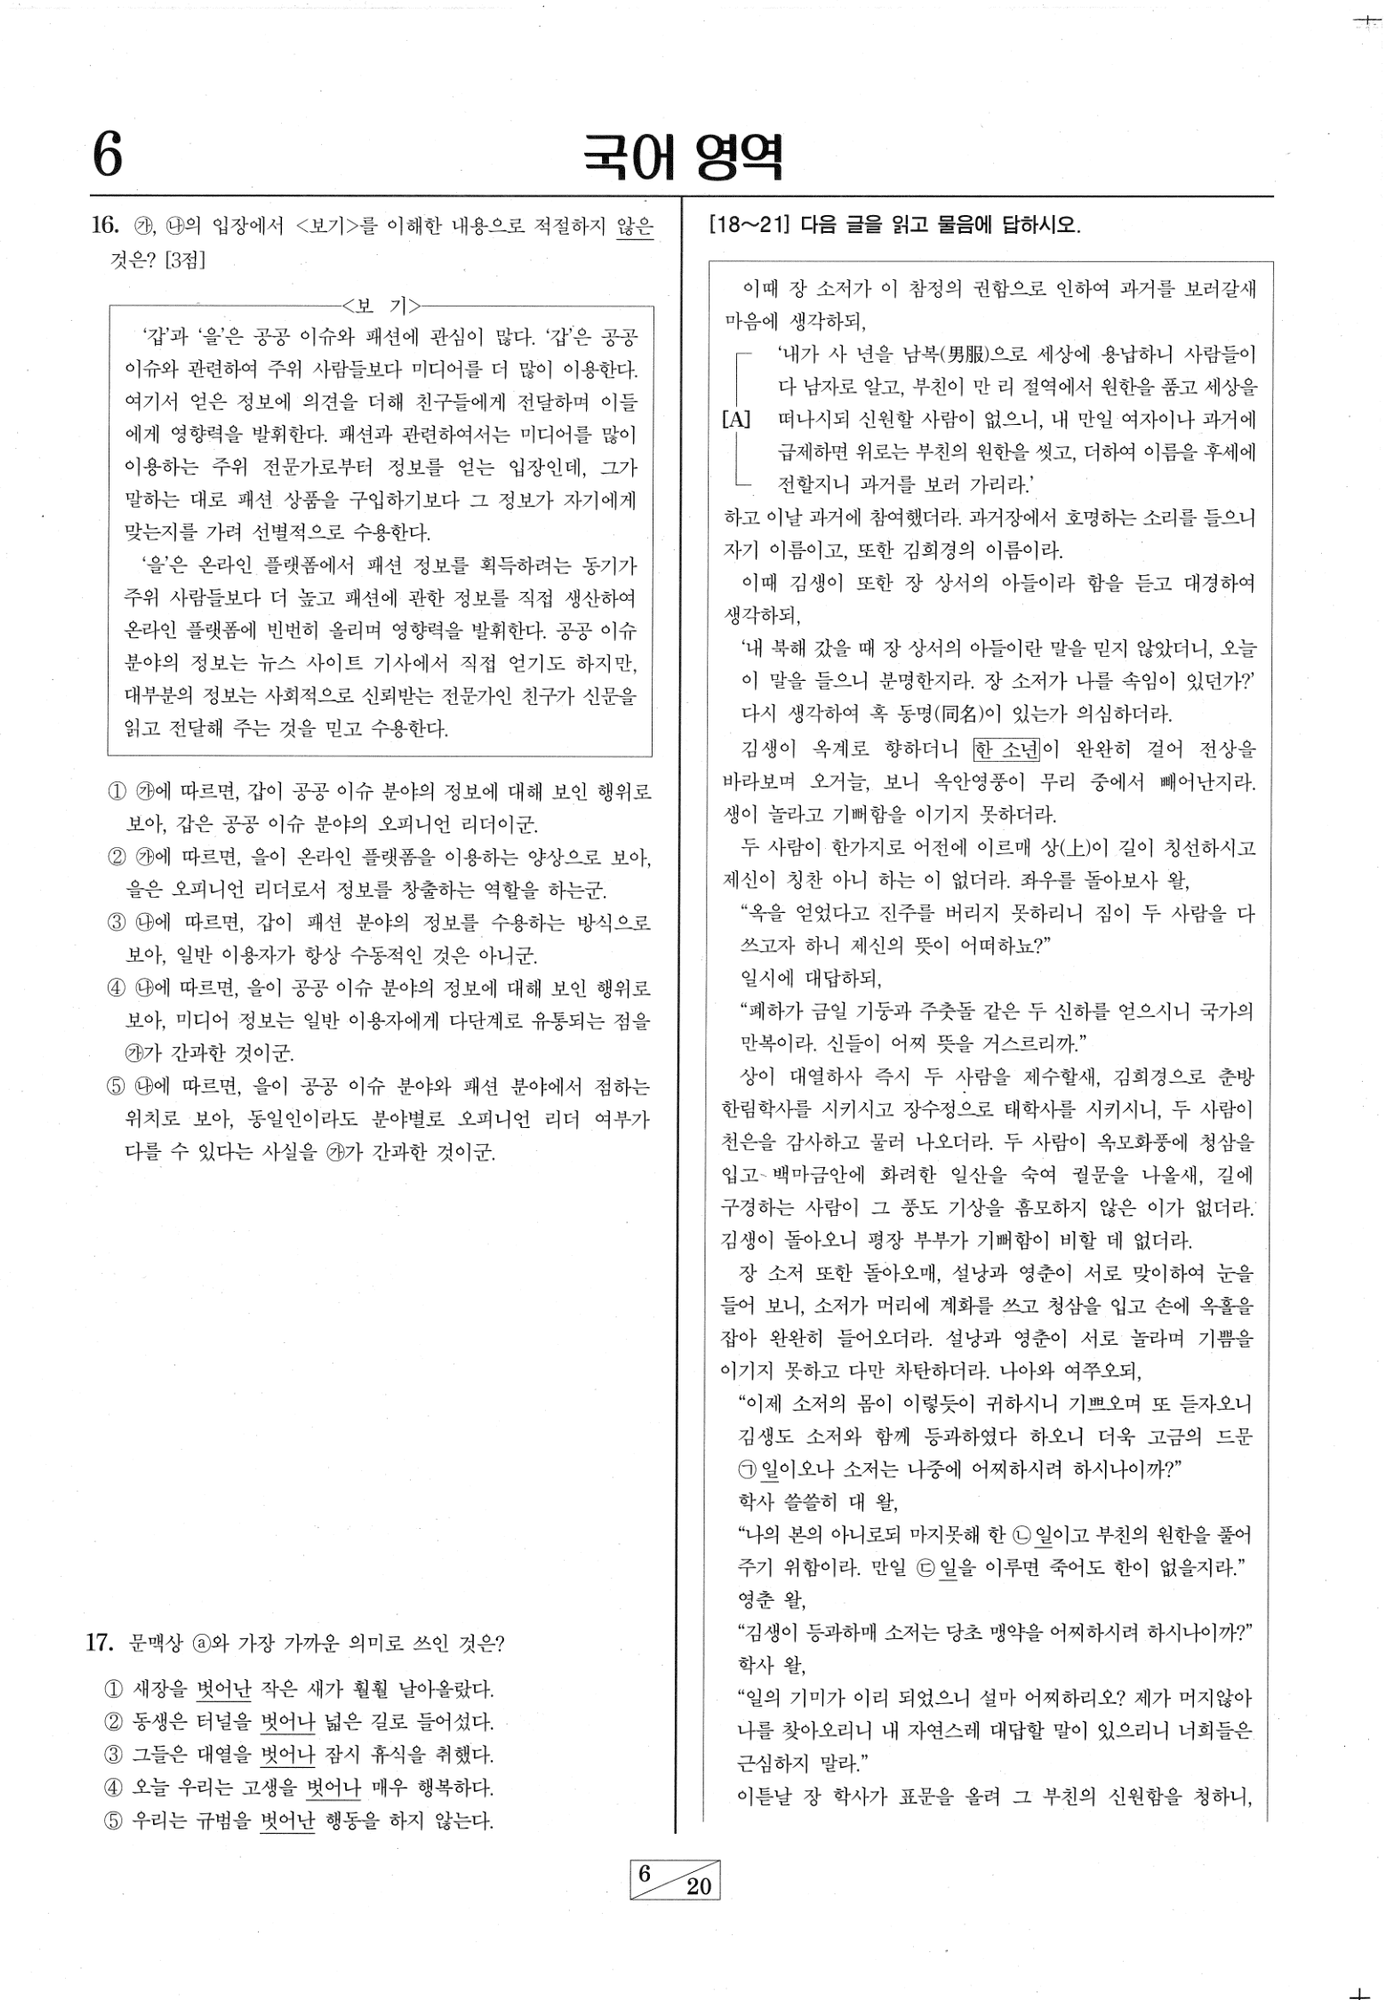 6
국어 영역
16. ㉮, ㉯의 입장에서 <보기>를 이해한 내용으로 적절하지 않은
것은? [3점]
<보 기>
‘갑’과 ‘을’은 공공 이슈와 패션에 관심이 많다. ‘갑’은 공공
이슈와 관련하여 주위 사람들보다 미디어를 더 많이 이용한다.
여기서 얻은 정보에 의견을 더해 친구들에게 전달하며 이들
에게 영향력을 발휘한다. 패션과 관련하여서는 미디어를 많이
이용하는 주위 전문가로부터 정보를 얻는 입장인데, 그가
말하는 대로 패션 상품을 구입하기보다 그 정보가 자기에게
맞는지를 가려 선별적으로 수용한다.
‘을’은 온라인 플랫폼에서 패션 정보를 획득하려는 동기가
주위 사람들보다 더 높고 패션에 관한 정보를 직접 생산하여
온라인 플랫폼에 빈번히 올리며 영향력을 발휘한다. 공공 이슈
분야의 정보는 뉴스 사이트 기사에서 직접 얻기도 하지만,
대부분의 정보는 사회적으로 신뢰받는 전문가인 친구가 신문을
읽고 전달해 주는 것을 믿고 수용한다.
① ㉮에 따르면, 갑이 공공 이슈 분야의 정보에 대해 보인 행위로
보아, 갑은 공공 이슈 분야의 오피니언 리더이군.
② ㉮에 따르면, 을이 온라인 플랫폼을 이용하는 양상으로 보아,
을은 오피니언 리더로서 정보를 창출하는 역할을 하는군.
③ ㉯에 따르면, 갑이 패션 분야의 정보를 수용하는 방식으로
보아, 일반 이용자가 항상 수동적인 것은 아니군.
④ ㉯에 따르면, 을이 공공 이슈 분야의 정보에 대해 보인 행위로
보아, 미디어 정보는 일반 이용자에게 다단계로 유통되는 점을
㉮가 간과한 것이군.
⑤ ㉯에 따르면, 을이 공공 이슈 분야와 패션 분야에서 점하는
위치로 보아, 동일인이라도 분야별로 오피니언 리더 여부가
다를 수 있다는 사실을 ㉮가 간과한 것이군.
17. 문맥상 ⓐ와 가장 가까운 의미로 쓰인 것은?
① 새장을 벗어난 작은 새가 훨훨 날아올랐다.
② 동생은 터널을 벗어나 넓은 길로 들어섰다.
③ 그들은 대열을 벗어나 잠시 휴식을 취했다.
④ 오늘 우리는 고생을 벗어나 매우 행복하다.
⑤ 우리는 규범을 벗어난 행동을 하지 않는다.
[18～21] 다음 글을 읽고 물음에 답하시오.
이때 장 소저가 이 참정의 권함으로 인하여 과거를 보러갈새
마음에 생각하되,
‘내가 사 년을 남복(男服)으로 세상에 용납하니 사람들이
다 남자로 알고, 부친이 만 리 절역에서 원한을 품고 세상을
[A] 떠나시되 신원할 사람이 없으니, 내 만일 여자이나 과거에
급제하면 위로는 부친의 원한을 씻고, 더하여 이름을 후세에
전할지니 과거를 보러 가리라.’
하고 이날 과거에 참여했더라. 과거장에서 호명하는 소리를 들으니
자기 이름이고, 또한 김희경의 이름이라.
이때 김생이 또한 장 상서의 아들이라 함을 듣고 대경하여
생각하되,
‘내 북해 갔을 때 장 상서의 아들이란 말을 믿지 않았더니, 오늘
이 말을 들으니 분명한지라. 장 소저가 나를 속임이 있던가?’
다시 생각하여 혹 동명(同名)이 있는가 의심하더라.
김생이 옥계로 향하더니 한 소년이 완완히 걸어 전상을
바라보며 오거늘, 보니 옥안영풍이 무리 중에서 빼어난지라.
생이 놀라고 기뻐함을 이기지 못하더라.
두 사람이 한가지로 어전에 이르매 상(上)이 길이 칭선하시고
제신이 칭찬 아니 하는 이 없더라. 좌우를 돌아보사 왈,
“옥을 얻었다고 진주를 버리지 못하리니 짐이 두 사람을 다
쓰고자 하니 제신의 뜻이 어떠하뇨?”
일시에 대답하되,
“폐하가 금일 기둥과 주춧돌 같은 두 신하를 얻으시니 국가의
만복이라. 신들이 어찌 뜻을 거스르리까.”
상이 대열하사 즉시 두 사람을 제수할새, 김희경으로 춘방
한림학사를 시키시고 장수정으로 태학사를 시키시니, 두 사람이
천은을 감사하고 물러 나오더라. 두 사람이 옥모화풍에 청삼을
입고 백마금안에 화려한 일산을 숙여 궐문을 나올새, 길에
구경하는 사람이 그 풍도 기상을 흠모하지 않은 이가 없더라.
김생이 돌아오니 평장 부부가 기뻐함이 비할 데 없더라.
장 소저 또한 돌아오매, 설낭과 영춘이 서로 맞이하여 눈을
들어 보니, 소저가 머리에 계화를 쓰고 청삼을 입고 손에 옥홀을
잡아 완완히 들어오더라. 설낭과 영춘이 서로 놀라며 기쁨을
이기지 못하고 다만 차탄하더라. 나아와 여쭈오되,
“이제 소저의 몸이 이렇듯이 귀하시니 기쁘오며 또 듣자오니
김생도 소저와 함께 등과하였다 하오니 더욱 고금의 드문
㉠일이오나 소저는 나중에 어찌하시려 하시나이까?”
학사 쓸쓸히 대 왈,
“나의 본의 아니로되 마지못해 한 ㉡일이고 부친의 원한을 풀어
주기 위함이라. 만일 ㉢일을 이루면 죽어도 한이 없을지라.”
영춘 왈,
“김생이 등과하매 소저는 당초 맹약을 어찌하시려 하시나이까?”
학사 왈,
“일의 기미가 이리 되었으니 설마 어찌하리오? 제가 머지않아
나를 찾아오리니 내 자연스레 대답할 말이 있으리니 너희들은
근심하지 말라.”
이튿날 장 학사가 표문을 올려 그 부친의 신원함을 청하니,
6
20